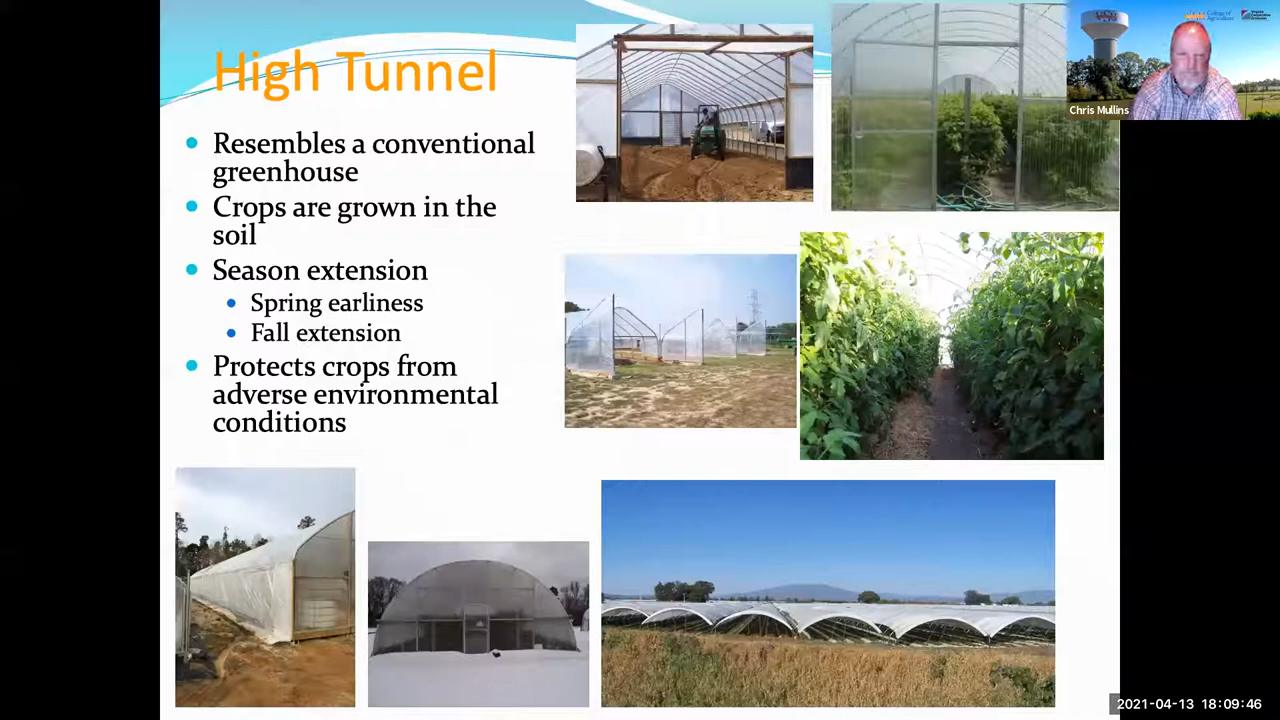 High Tunnel
Resembles a conventional
greenhouse
Crops are grown in the
soil
Season extension
Spring earliness
Fall extension
Protects crops from
adverse environmental
conditions
Chris Mullins
2021-04-13 18:09:46